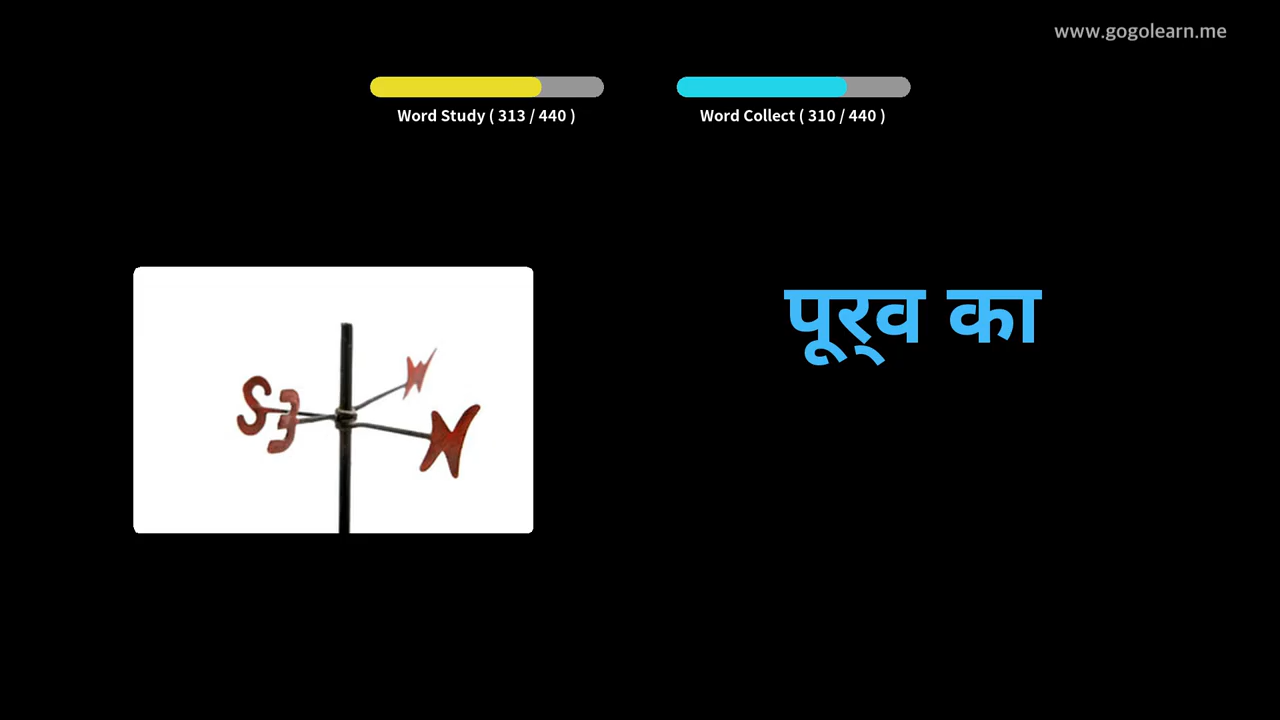 www.gogolearn.me
Word Study ( 313 / 440 )
Word Collect ( 310 / 440 )
पूर्‌व का
S E N N